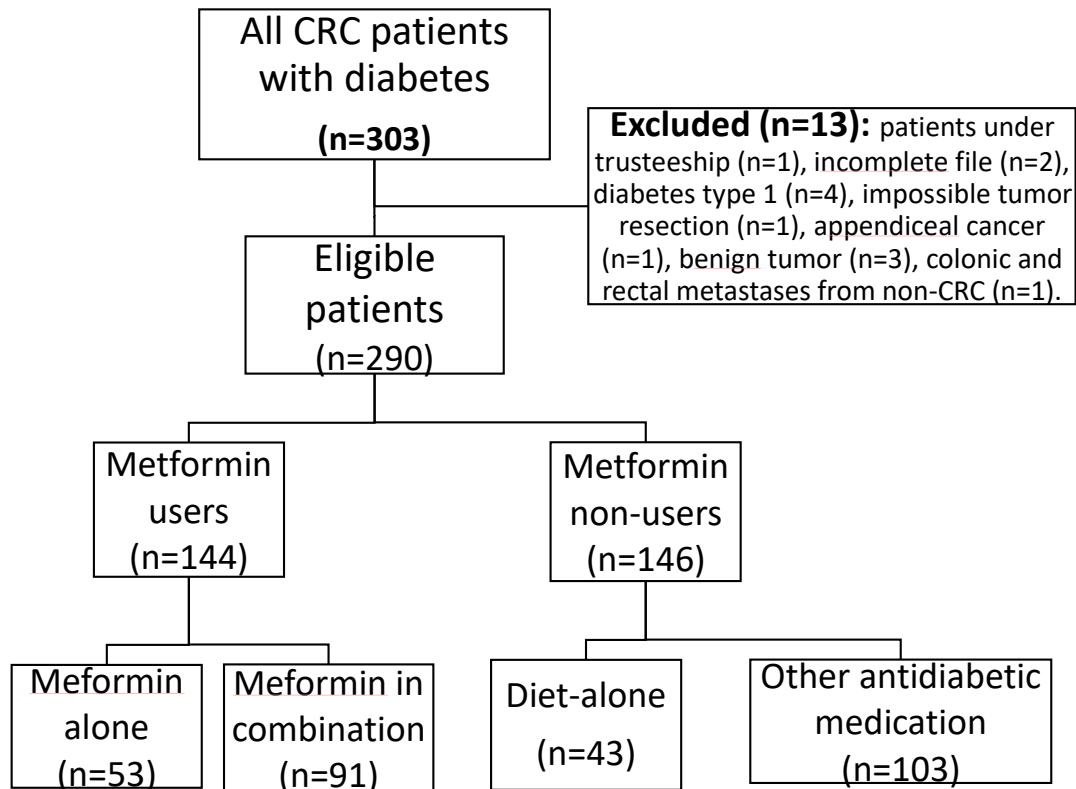 All CRC patients
with diabetes
(n=303)
Excluded (n=13): patients under
trusteeship (n=1), incomplete file (n=2),
diabetes type 1 (n=4), impossible tumor
resection (n=1), appendiceal cancer
(n=1), benign tumor (n=3), colonic and
rectal metastases from non-CRC (n=1).
Eligible
patients
(n=290)
Metformin
users
(n=144)
Metformin
non-users
(n=146)
Meformin
alone
(n=53)
Meformin in
combination
(n=91)
Diet-alone
(n=43)
Other antidiabetic
medication
(n=103)